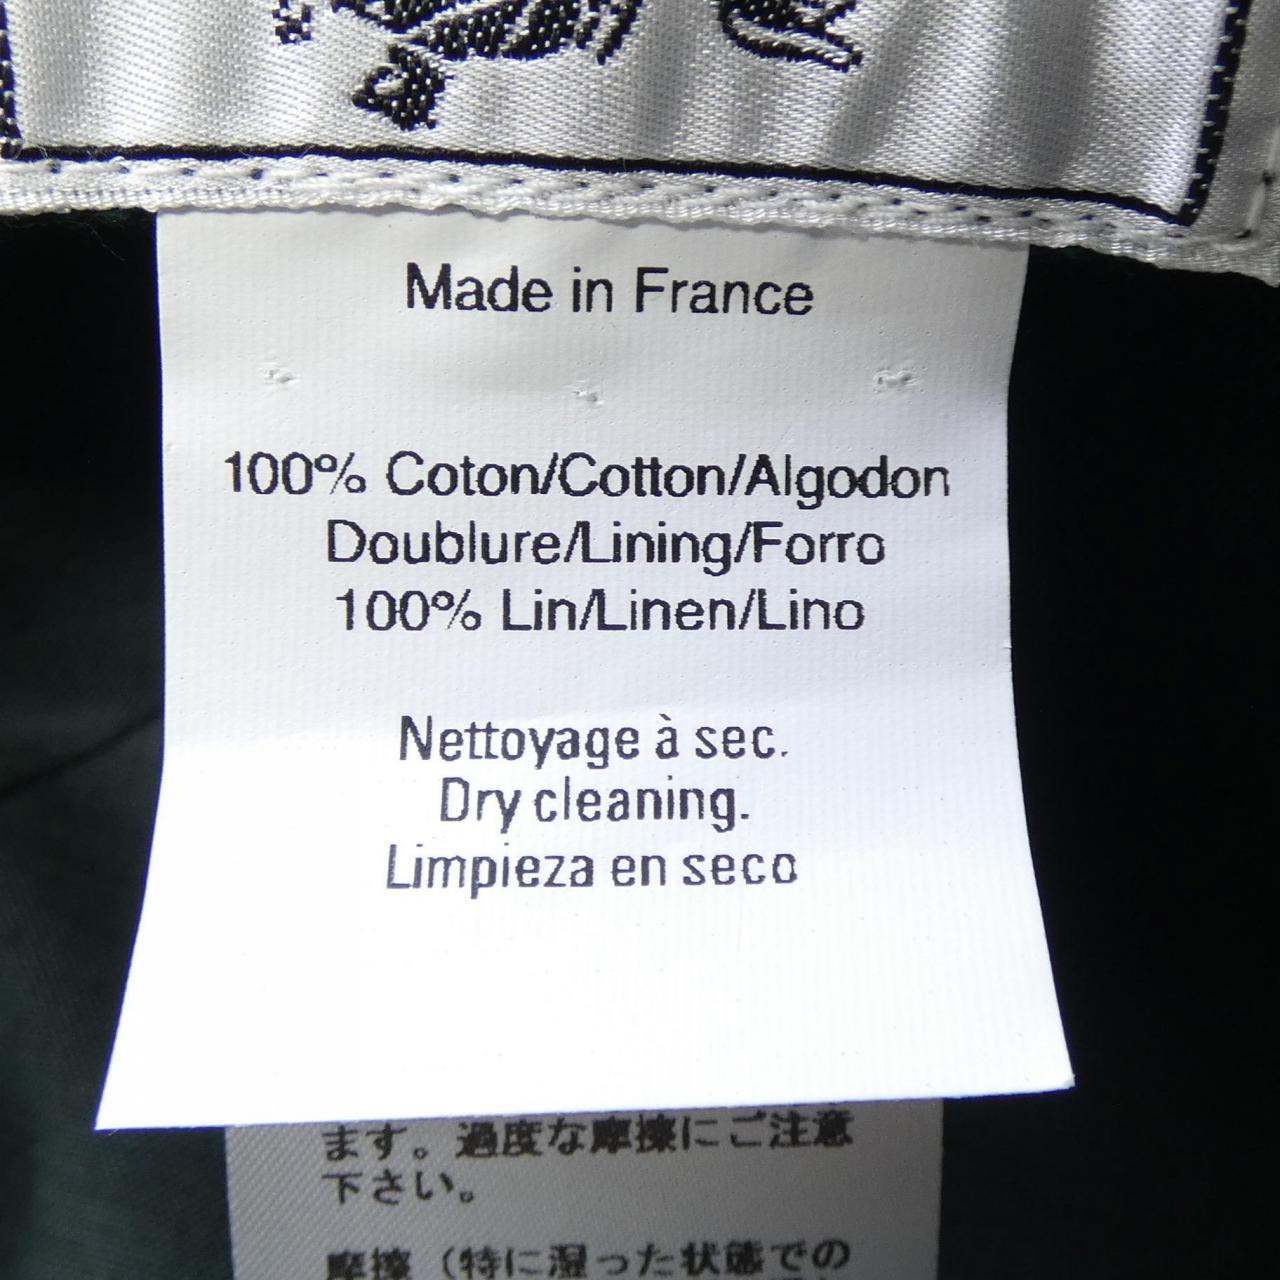 Made in France
100% Coton/Cotton/Algodon
Doublure/Lining/Forro
100% Lin/Linen/Lino
Nettoyage à sec.
Dry cleaning.
Limpieza en seco
ます。過度な摩擦にご注意
下さい。
摩擦（特に湿った状態での